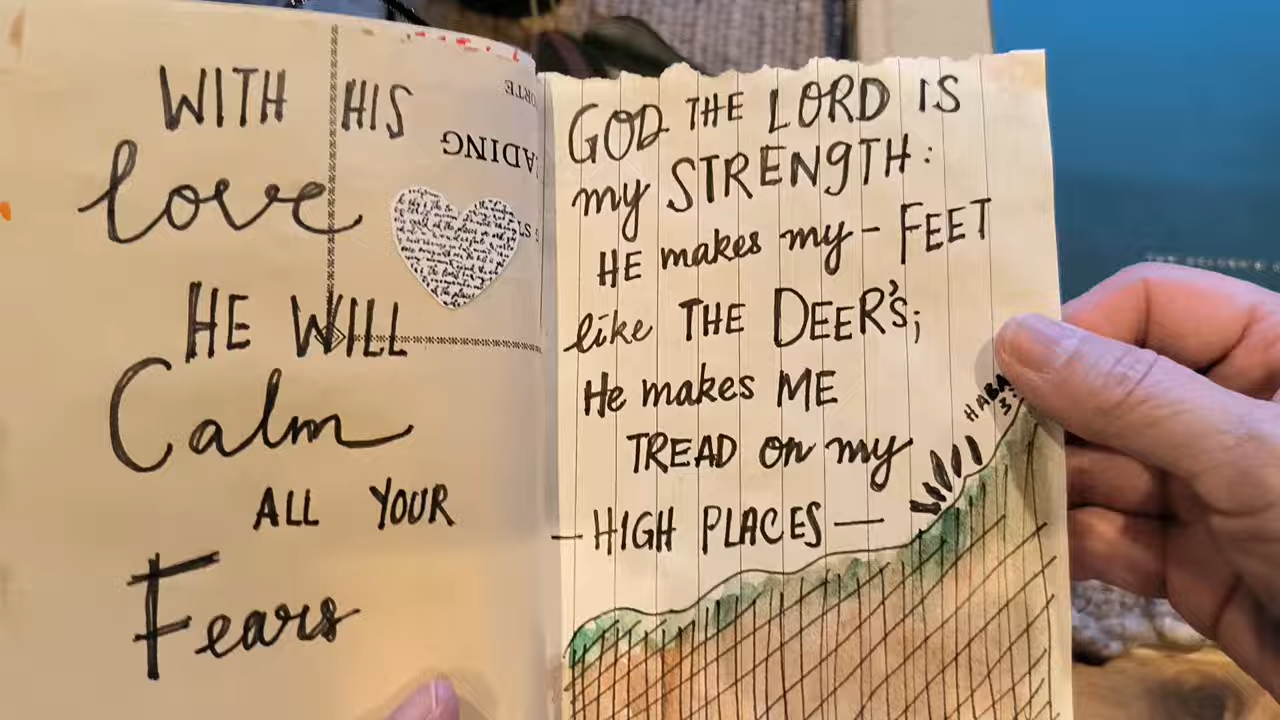 WITH HIS
love
HE WILL
Calm
ALL YOUR
Fears
GOD THE LORD IS
my STRENGTH:
HE makes my - FEET
like THE DEER'S;
He makes ME
TREAD on my
- HIGH PLACES -